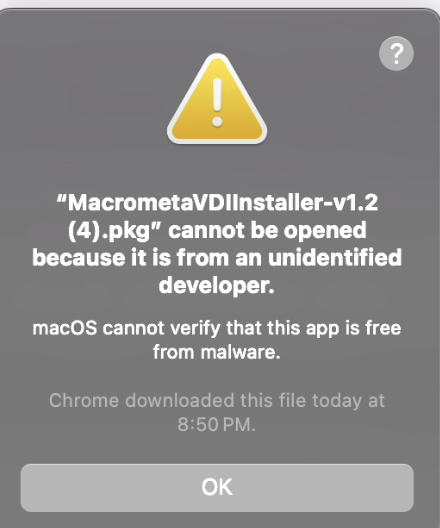 ?
“MacrometaVDIInstaller-v1.2
(4).pkg” cannot be opened
because it is from an unidentified
developer.
macOS cannot verify that this app is free
from malware.
Chrome downloaded this file today at
8:50 PM.
OK